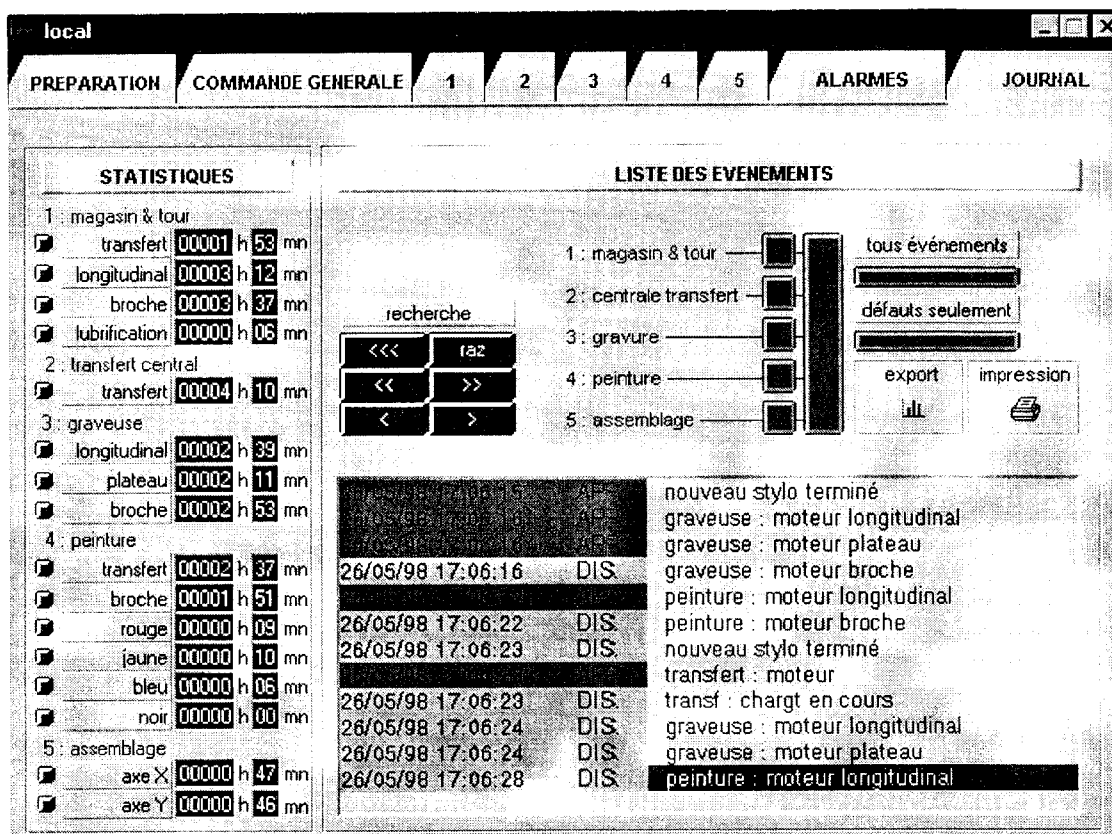 local
PREPARATION COMMANDE GENERALE 1 2 3 4 5 ALARMES JOURNAL
STATISTIQUES
1 : magasin & tour
transfert 00001 h 53 mn
longitudinal 00003 h 12 mn
broche 00003 h 37 mn
lubrification 00000 h 06 mn
2 : transfert central
transfert 00004 h 10 mn
3 : graveuse
longitudinal 00002 h 39 mn
plateau 00002 h 11 mn
broche 00002 h 53 mn
4 : peinture
transfert 00002 h 37 mn
broche 00001 h 51 mn
rouge 00000 h 09 mn
jaune 00000 h 10 mn
bleu 00000 h 06 mn
noir 00000 h 00 mn
5 : assemblage
axe X 00000 h 47 mn
axe Y 00000 h 46 mn
LISTE DES EVENEMENTS
recherche
<<< raz
<< >>
< >
1 : magasin & tour
2 : centrale transfert
3 : gravure
4 : peinture
5 : assemblage
tous événements
défauts seulement
export impression
nouveau stylo terminé
graveuse : moteur longitudinal
graveuse : moteur plateau
26/05/98 17:06:16 DIS. graveuse : moteur broche
peinture : moteur longitudinal
26/05/98 17:06:22 DIS. peinture : moteur broche
26/05/98 17:06:23 DIS. nouveau stylo terminé
transfert : moteur
26/05/98 17:06:23 DIS. transf : chargt en cours
26/05/98 17:06:24 DIS. graveuse : moteur longitudinal
26/05/98 17:06:24 DIS. graveuse : moteur plateau
26/05/98 17:06:28 DIS. peinture : moteur longitudinal